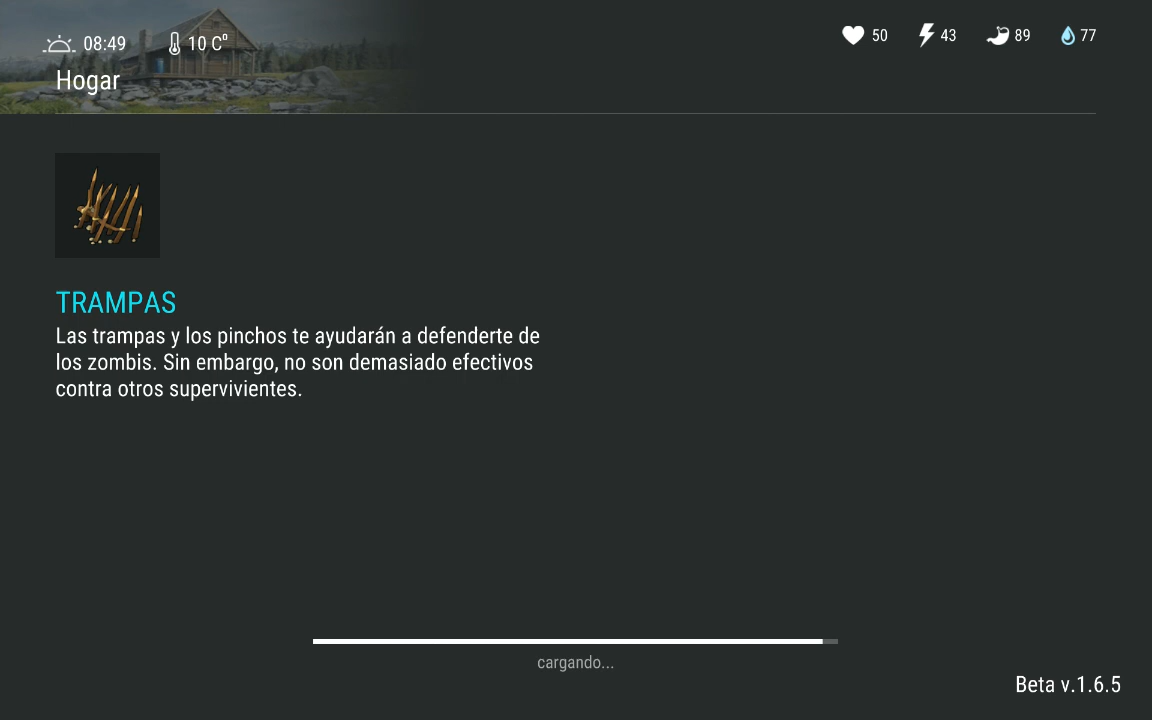 08:49 10 Cº 50 43 89 77
Hogar
TRAMPAS
Las trampas y los pinchos te ayudarán a defenderte de
los zombis. Sin embargo, no son demasiado efectivos
contra otros supervivientes.
cargando...
Beta v.1.6.5